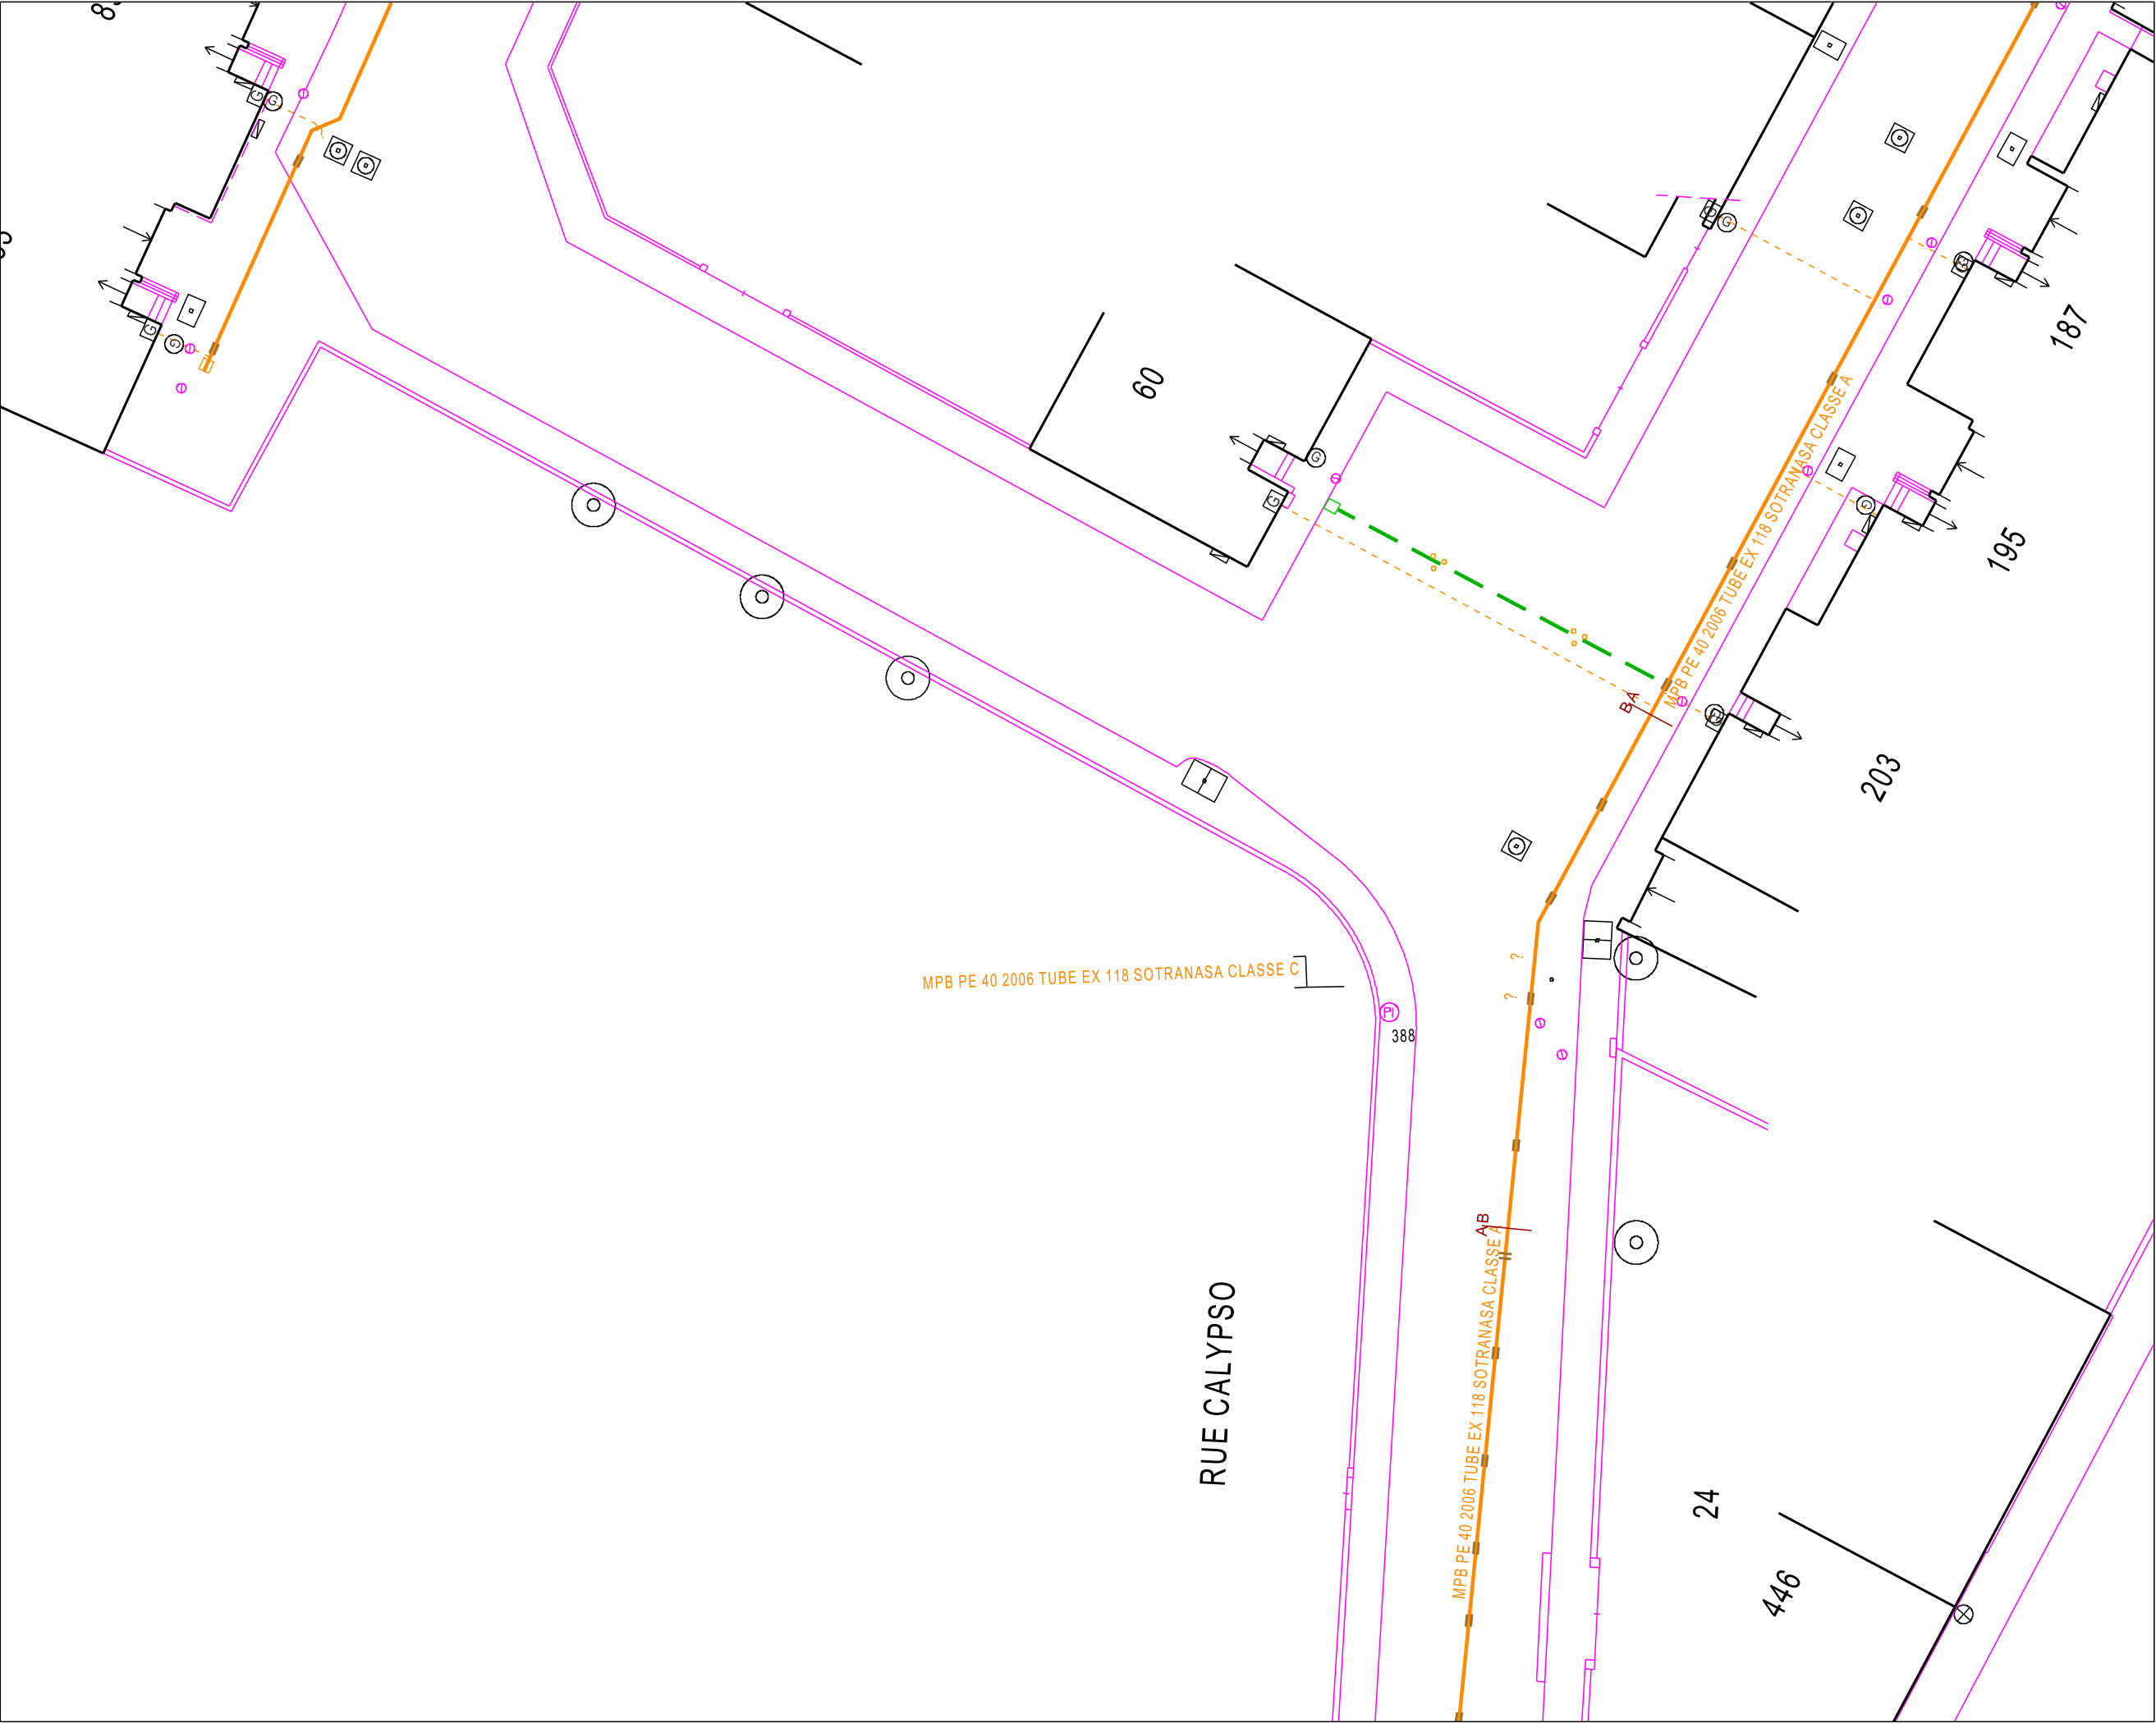 60
187
195
203
MPB PE 40 2006 TUBE EX 118 SOTRANASA CLASSE A
B A
MPB PE 40 2006 TUBE EX 118 SOTRANASA CLASSE C
?
?
PI
388
A B
MPB PE 40 2006 TUBE EX 118 SOTRANASA CLASSE A
RUE CALYPSO
24
446
G
G
G
G
G
G
G
G
G
G
G
G